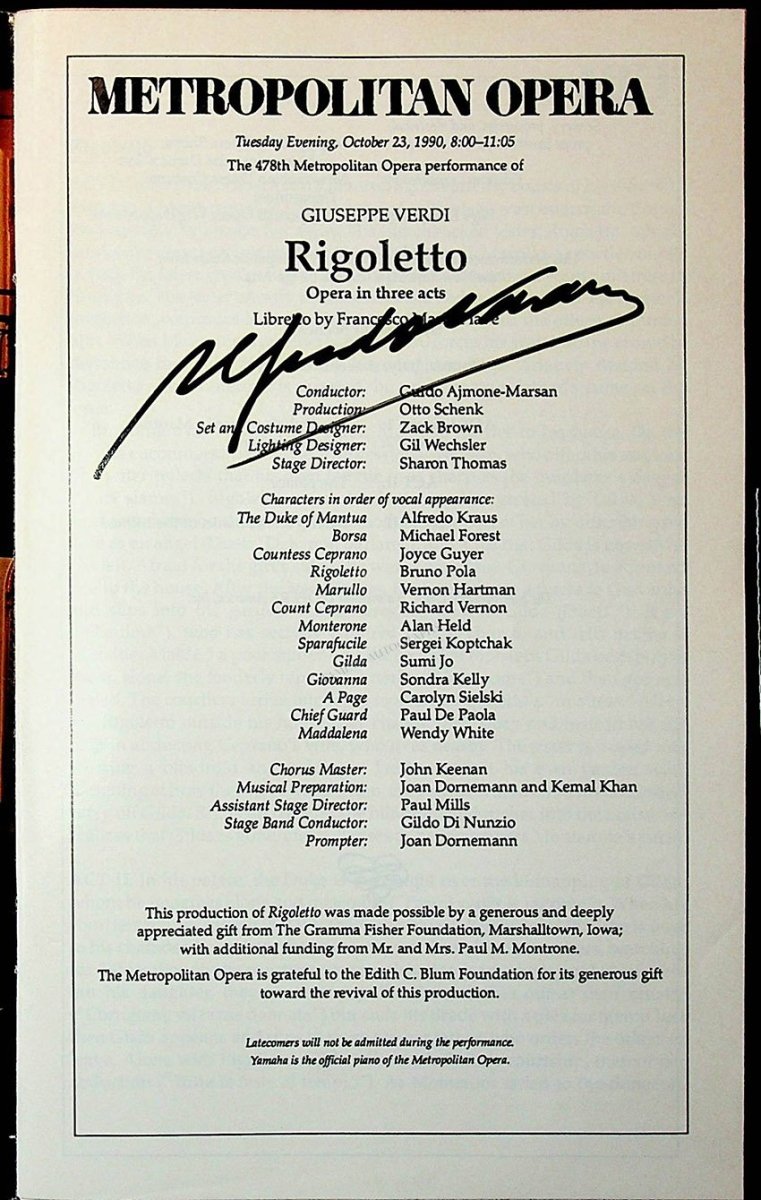 METROPOLITAN OPERA
Tuesday Evening, October 23, 1990, 8:00–11:05
The 478th Metropolitan Opera performance of
GIUSEPPE VERDI
Rigoletto
Opera in three acts
Libretto by Francesco Maria Piave
Conductor: Guido Ajmone-Marsan
Production: Otto Schenk
Set and Costume Designer: Zack Brown
Lighting Designer: Gil Wechsler
Stage Director: Sharon Thomas
Characters in order of vocal appearance:
The Duke of Mantua Alfredo Kraus
Borsa Michael Forest
Countess Ceprano Joyce Guyer
Rigoletto Bruno Pola
Marullo Vernon Hartman
Count Ceprano Richard Vernon
Monterone Alan Held
Sparafucile Sergei Koptchak
Gilda Sumi Jo
Giovanna Sondra Kelly
A Page Carolyn Sielski
Chief Guard Paul De Paola
Maddalena Wendy White
Chorus Master: John Keenan
Musical Preparation: Joan Dornemann and Kemal Khan
Assistant Stage Director: Paul Mills
Stage Band Conductor: Gildo Di Nunzio
Prompter: Joan Dornemann
This production of Rigoletto was made possible by a generous and deeply
appreciated gift from The Gramma Fisher Foundation, Marshalltown, Iowa;
with additional funding from Mr. and Mrs. Paul M. Montrone.
The Metropolitan Opera is grateful to the Edith C. Blum Foundation for its generous gift
toward the revival of this production.
Latecomers will not be admitted during the performance.
Yamaha is the official piano of the Metropolitan Opera.